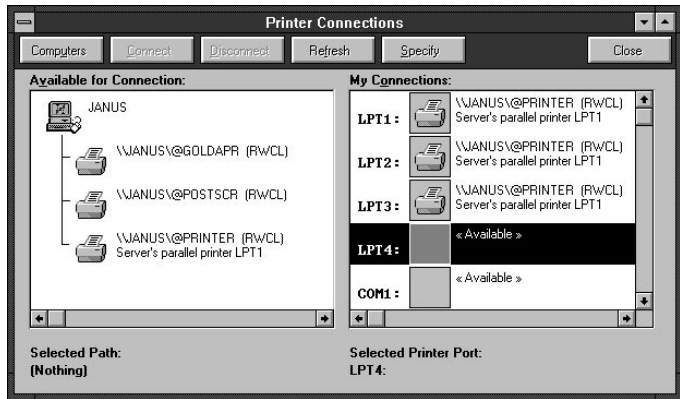 Printer Connections
Computers Connect Disconnect Refresh Specify Close
Available for Connection:
JANUS
\\JANUS\@GOLDAPR (RWCL)
\\JANUS\@POSTSCR (RWCL)
\\JANUS\@PRINTER (RWCL)
Server's parallel printer LPT1
My Connections:
LPT1: \\JANUS\@PRINTER (RWCL)
Server's parallel printer LPT1
LPT2: \\JANUS\@PRINTER (RWCL)
Server's parallel printer LPT1
LPT3: \\JANUS\@PRINTER (RWCL)
Server's parallel printer LPT1
LPT4: « Available »
COM1: « Available »
Selected Path:
(Nothing)
Selected Printer Port:
LPT4: